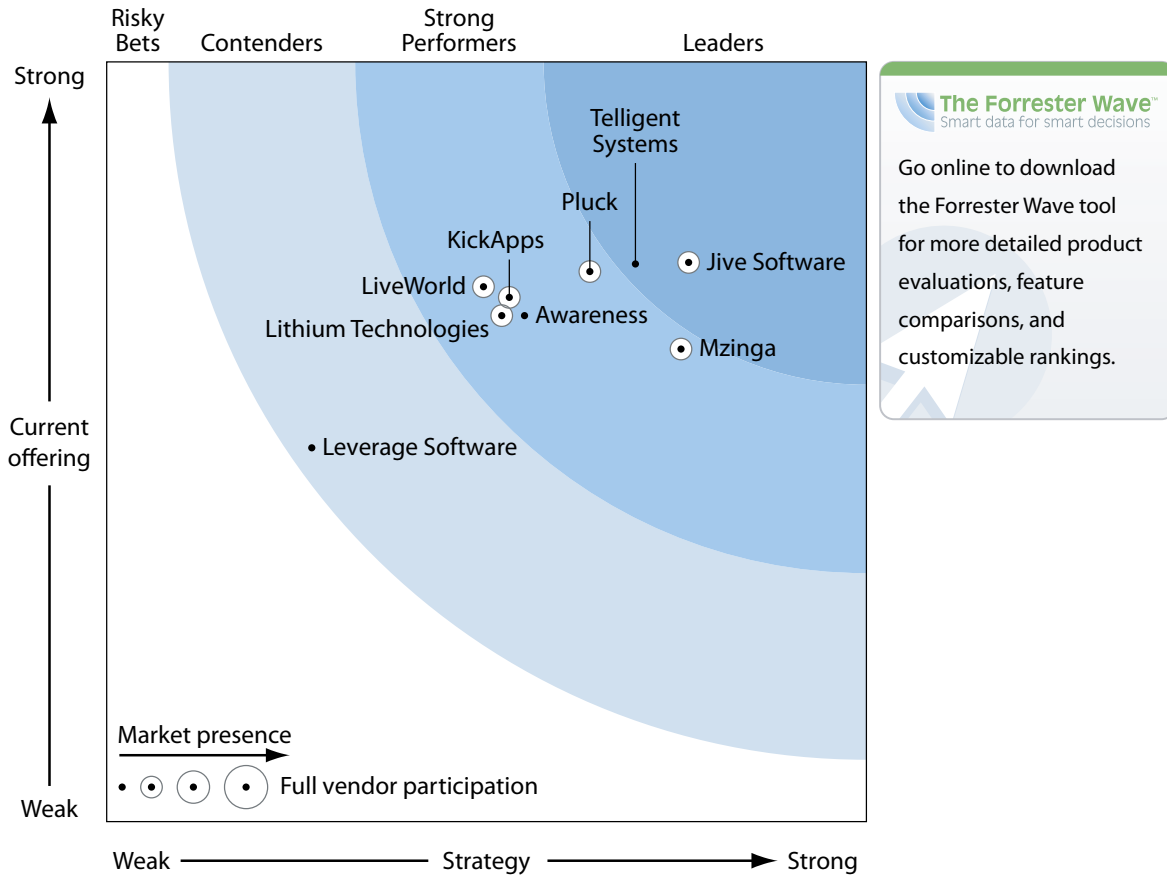 Risky
Bets
Contenders
Strong
Performers
Leaders
Strong
Current
offering
Weak
Telligent
Systems
Pluck
KickApps
Jive Software
LiveWorld
Lithium Technologies
Awareness
Mzinga
Leverage Software
Market presence
Full vendor participation
Weak
Strategy
Strong
The Forrester Wave™
Smart data for smart decisions
Go online to download
the Forrester Wave tool
for more detailed product
evaluations, feature
comparisons, and
customizable rankings.